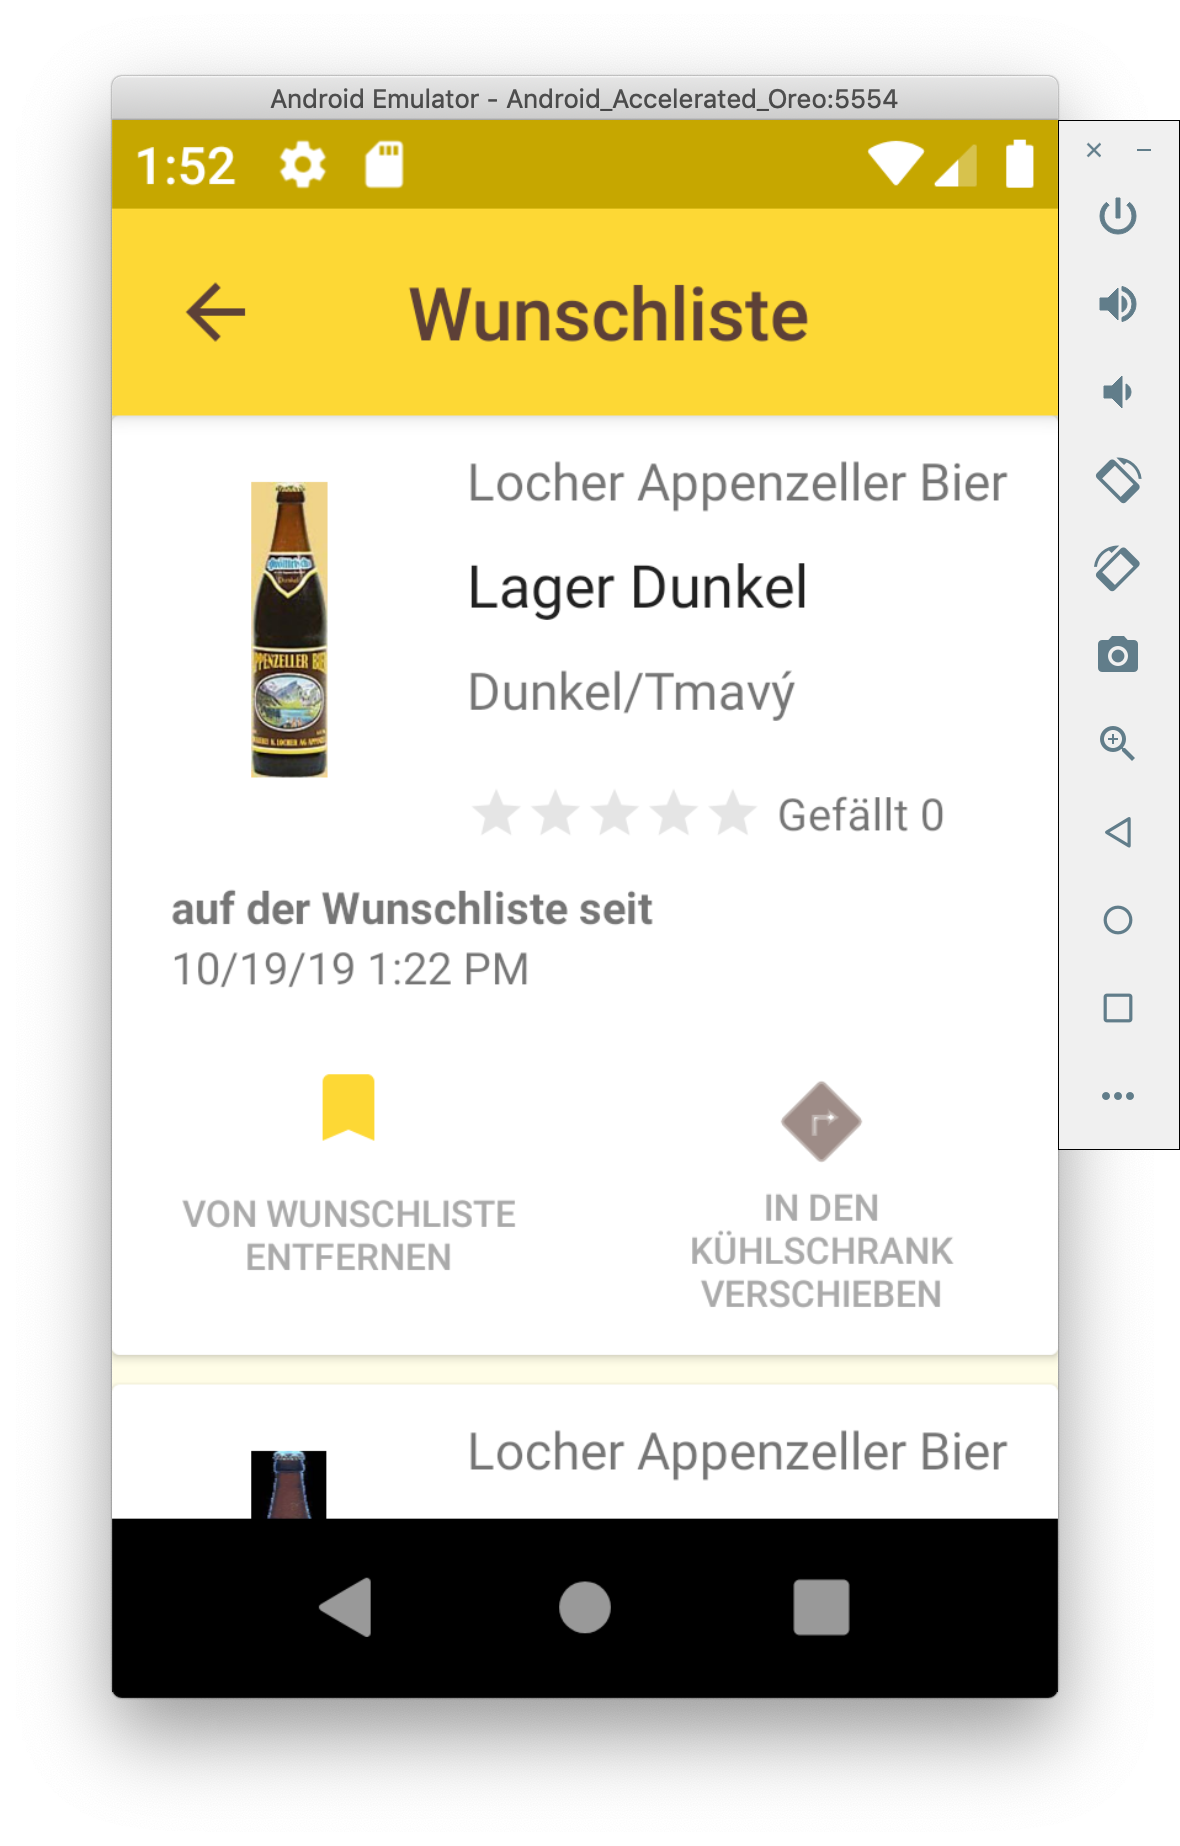 Android Emulator - Android_Accelerated_Oreo:5554
1:52
Wunschliste
Locher Appenzeller Bier
Lager Dunkel
Dunkel/Tmavý
Gefällt 0
auf der Wunschliste seit
10/19/19 1:22 PM
VON WUNSCHLISTE
ENTFERNEN
IN DEN
KÜHLSCHRANK
VERSCHIEBEN
Locher Appenzeller Bier